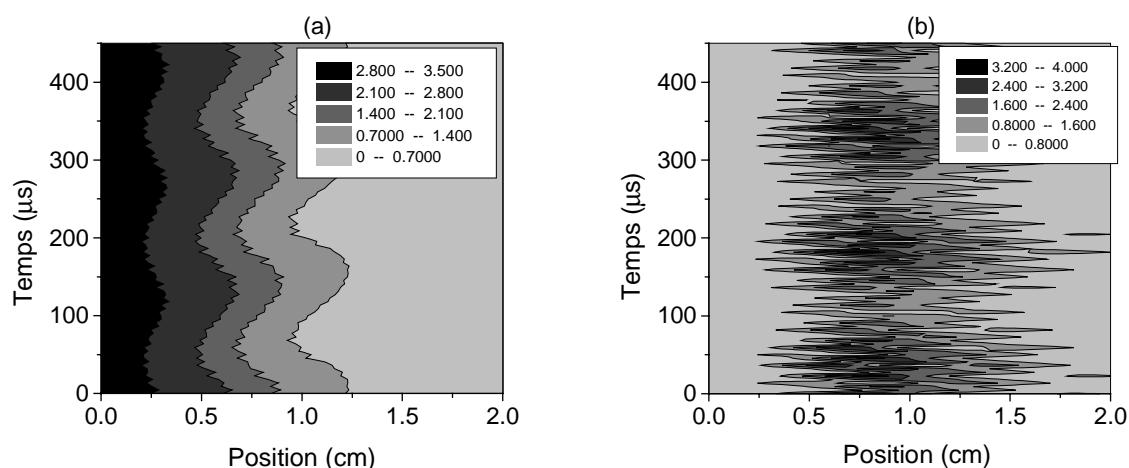 (a)
2.800 -- 3.500
2.100 -- 2.800
1.400 -- 2.100
0.7000 -- 1.400
0 -- 0.7000
400
300
200
100
0
Temps (µs)
0.0 0.5 1.0 1.5 2.0
Position (cm)
(b)
3.200 -- 4.000
2.400 -- 3.200
1.600 -- 2.400
0.8000 -- 1.600
0 -- 0.8000
400
300
200
100
0
Temps (µs)
0.0 0.5 1.0 1.5 2.0
Position (cm)